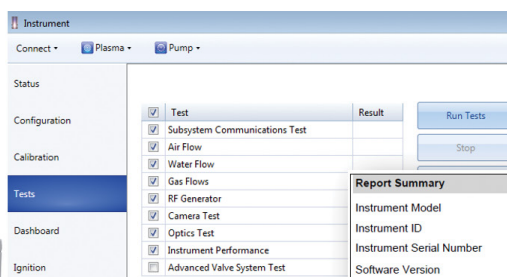 Instrument
Connect
Plasma
Pump
Status
Configuration
Calibration
Tests
Dashboard
Ignition
Test Result
Subsystem Communications Test
Air Flow
Water Flow
Gas Flows
RF Generator
Camera Test
Optics Test
Instrument Performance
Advanced Valve System Test
Run Tests
Stop
Report Summary
Instrument Model
Instrument ID
Instrument Serial Number
Software Version